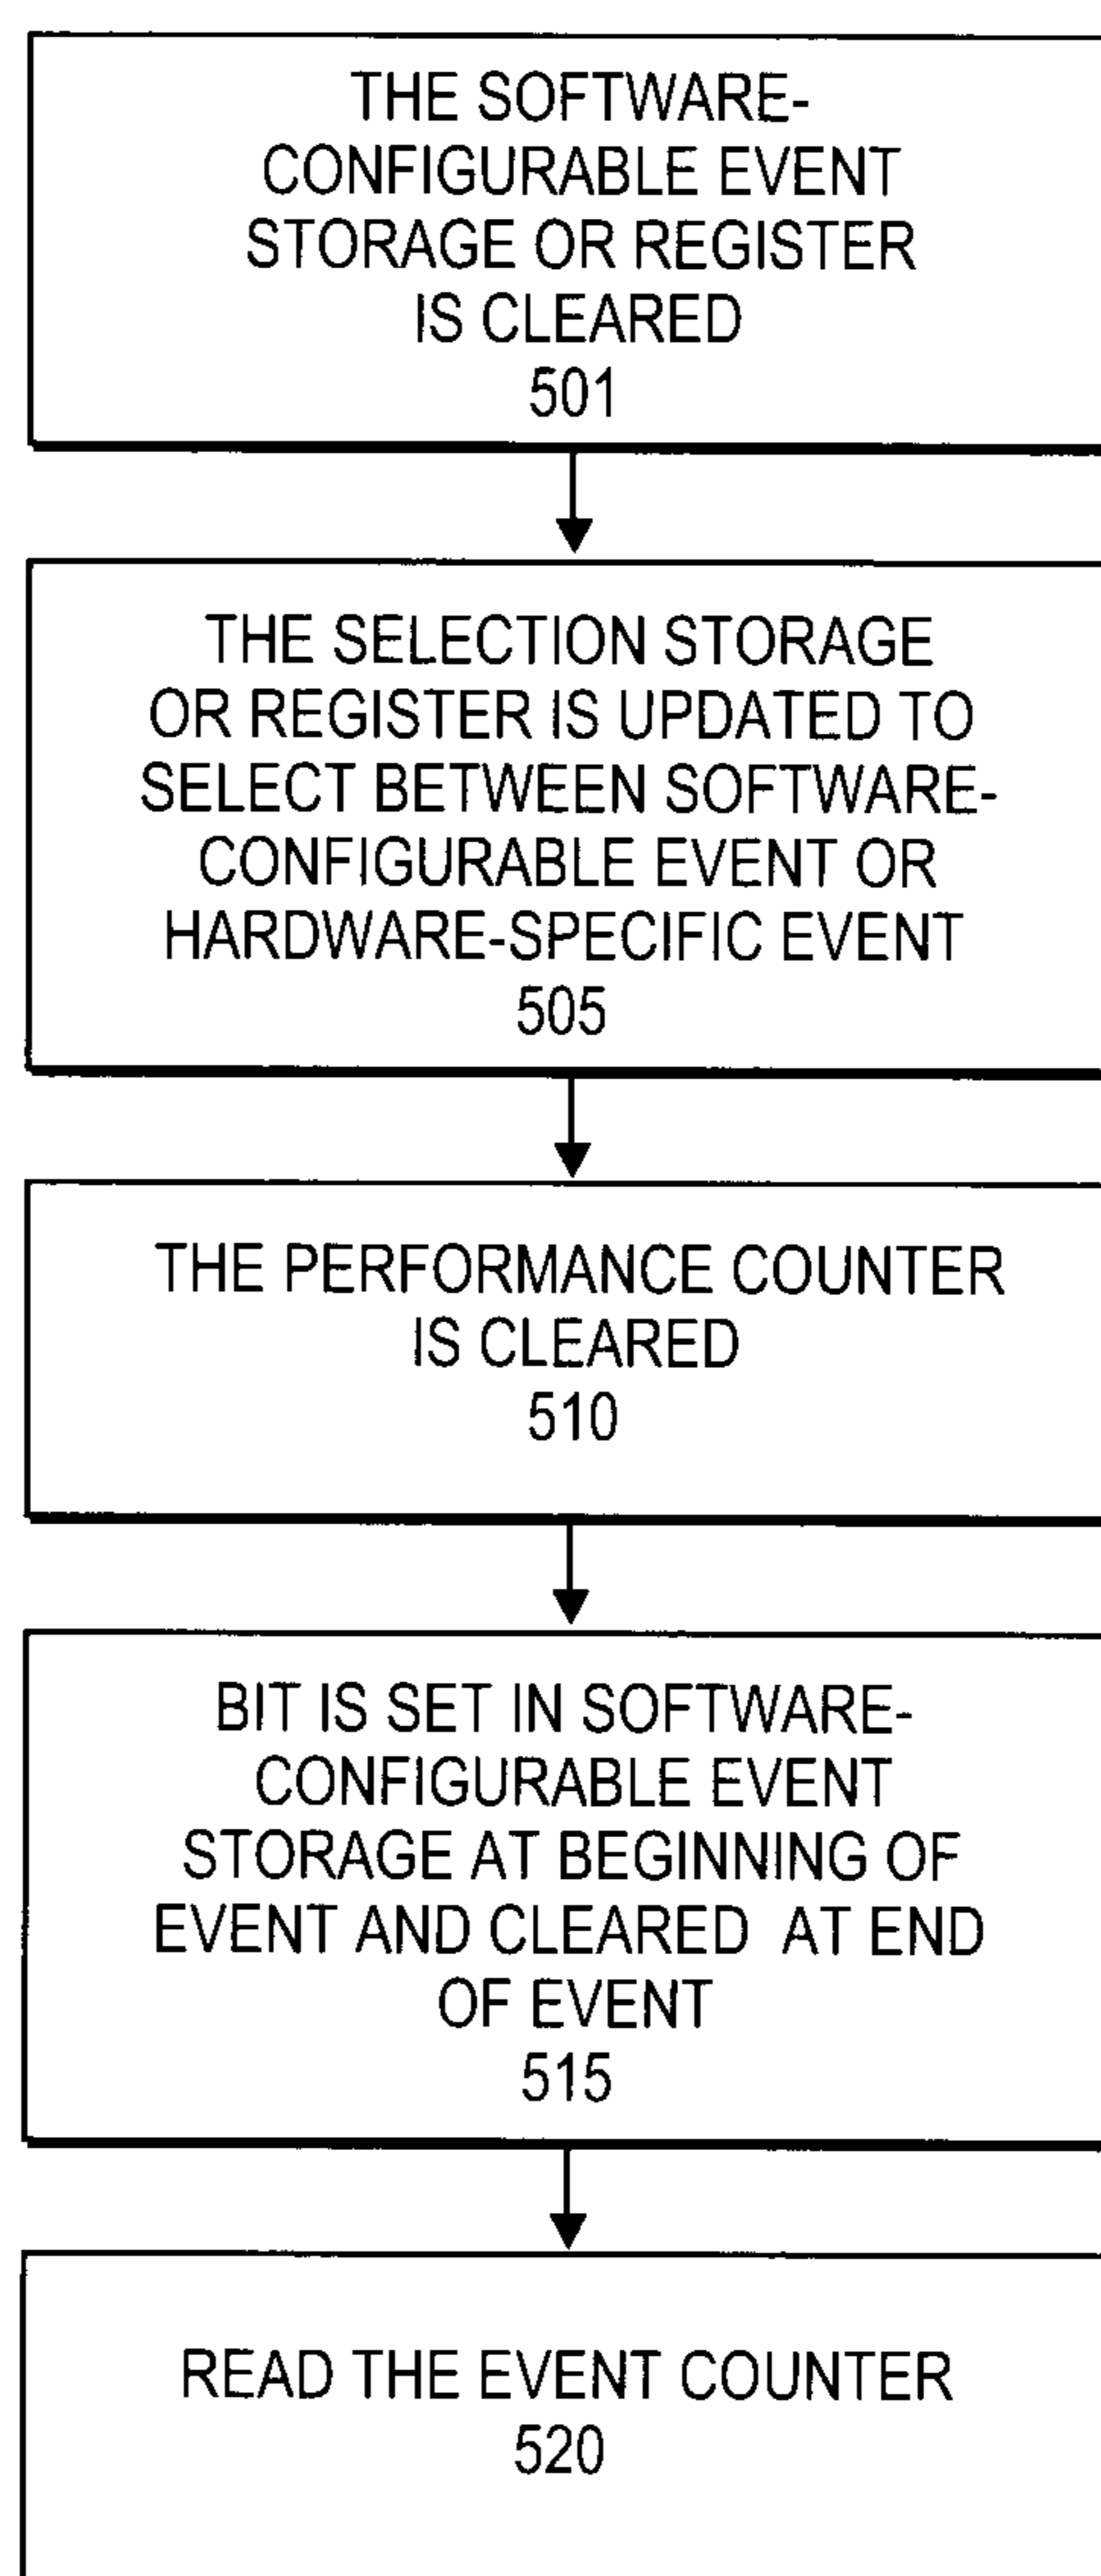 THE SOFTWARE-
CONFIGURABLE EVENT
STORAGE OR REGISTER
IS CLEARED
501
THE SELECTION STORAGE
OR REGISTER IS UPDATED TO
SELECT BETWEEN SOFTWARE-
CONFIGURABLE EVENT OR
HARDWARE-SPECIFIC EVENT
505
THE PERFORMANCE COUNTER
IS CLEARED
510
BIT IS SET IN SOFTWARE-
CONFIGURABLE EVENT
STORAGE AT BEGINNING OF
EVENT AND CLEARED AT END
OF EVENT
515
READ THE EVENT COUNTER
520